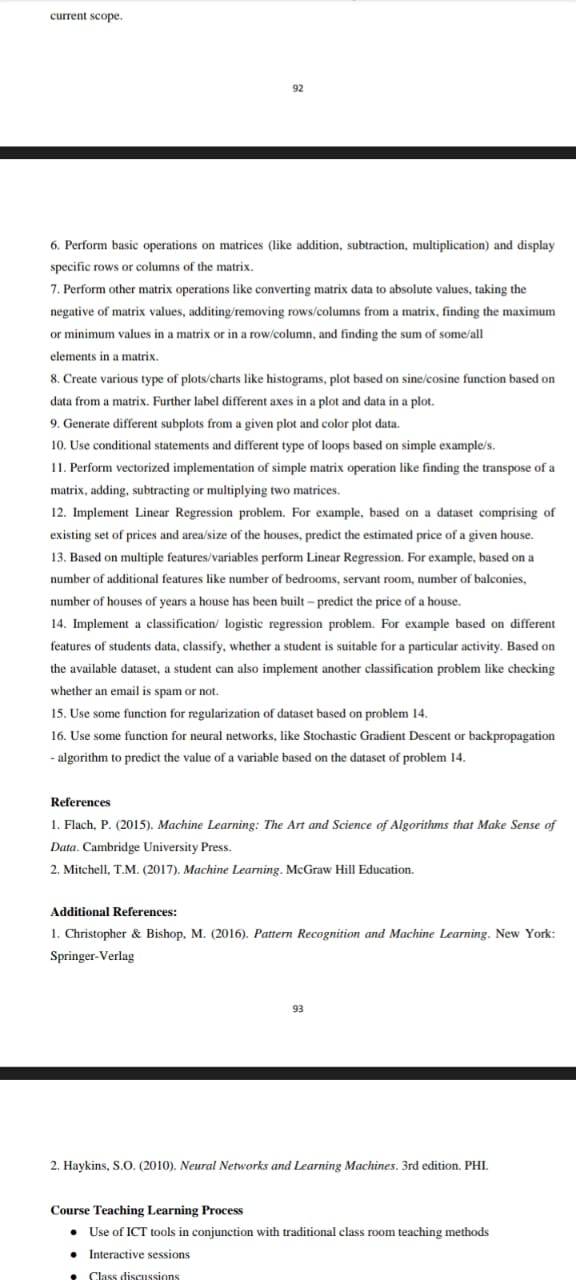 current scope.
92
6. Perform basic operations on matrices (like addition, subtraction, multiplication) and display
specific rows or columns of the matrix.
7. Perform other matrix operations like converting matrix data to absolute values, taking the
negative of matrix values, additing/removing rows/columns from a matrix, finding the maximum
or minimum values in a matrix or in a row/column, and finding the sum of some/all
elements in a matrix.
8. Create various type of plots/charts like histograms, plot based on sine/cosine function based on
data from a matrix. Further label different axes in a plot and data in a plot.
9. Generate different subplots from a given plot and color plot data.
10. Use conditional statements and different type of loops based on simple example/s.
11. Perform vectorized implementation of simple matrix operation like finding the transpose of a
matrix, adding, subtracting or multiplying two matrices.
12. Implement Linear Regression problem. For example, based on a dataset comprising of
existing set of prices and area/size of the houses, predict the estimated price of a given house.
13. Based on multiple features/variables perform Linear Regression. For example, based on a
number of additional features like number of bedrooms, servant room, number of balconies,
number of houses of years a house has been built – predict the price of a house.
14. Implement a classification/ logistic regression problem. For example based on different
features of students data, classify, whether a student is suitable for a particular activity. Based on
the available dataset, a student can also implement another classification problem like checking
whether an email is spam or not.
15. Use some function for regularization of dataset based on problem 14.
16. Use some function for neural networks, like Stochastic Gradient Descent or backpropagation
- algorithm to predict the value of a variable based on the dataset of problem 14.
References
1. Flach, P. (2015). Machine Learning: The Art and Science of Algorithms that Make Sense of
Data. Cambridge University Press.
2. Mitchell, T.M. (2017). Machine Learning. McGraw Hill Education.
Additional References:
1. Christopher & Bishop, M. (2016). Pattern Recognition and Machine Learning. New York:
Springer-Verlag
93
2. Haykins, S.O. (2010). Neural Networks and Learning Machines. 3rd edition. PHI.
Course Teaching Learning Process
• Use of ICT tools in conjunction with traditional class room teaching methods
• Interactive sessions
• Class discussions